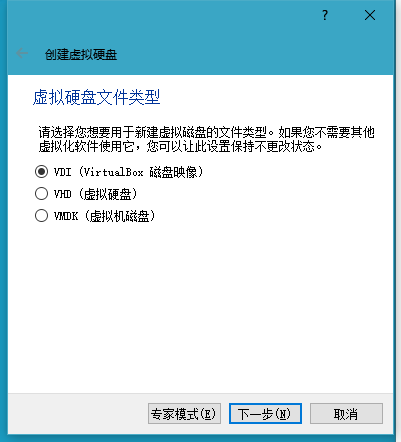 ?
创建虚拟硬盘
虚拟硬盘文件类型
请选择您想要用于新建虚拟磁盘的文件类型。如果您不需要其他
虚拟化软件使用它，您可以让此设置保持不更改状态。
VDI (VirtualBox 磁盘映像)
VHD (虚拟硬盘)
VMDK (虚拟机磁盘)
专家模式(E) 下一步(N) 取消